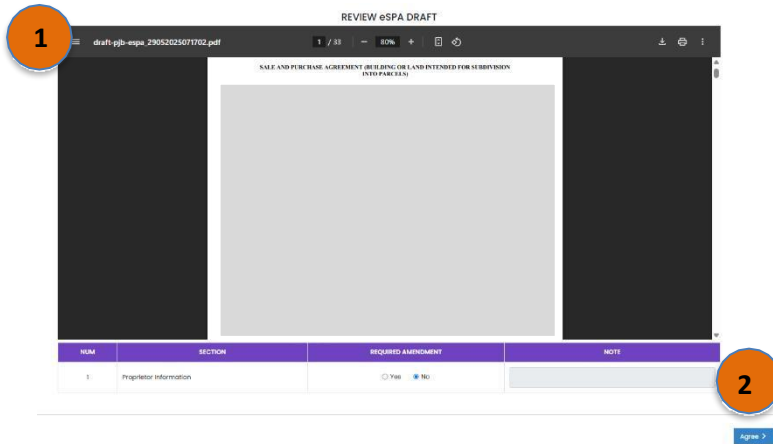 REVIEW eSPA DRAFT
1
draft-pjb-espa_29052025071702.pdf
1 / 33
80%
SALE AND PURCHASE AGREEMENT (BUILDING OR LAND INTENDED FOR SUBDIVISION
INTO PARCELS)
NUM SECTION REQUIRED AMENDMENT NOTE
1 Proprietor Information Yes No
2
Agree >